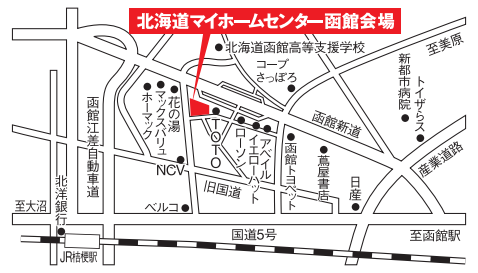 北海道マイホームセンター函館会場
北海道函館高等支援学校
至美原
コープ
さっぽろ
新都市病院
トイザらス
函館新道
花の湯
マックスバリュ
ホーマック
函館江差自動車道
TOTO
ローソン
イエローハット
アベイル
函館トヨペット
蔦屋書店
日産
産業道路
NCV
旧国道
ベルコ
北洋銀行
至大沼
国道5号
至函館駅
JR桔梗駅